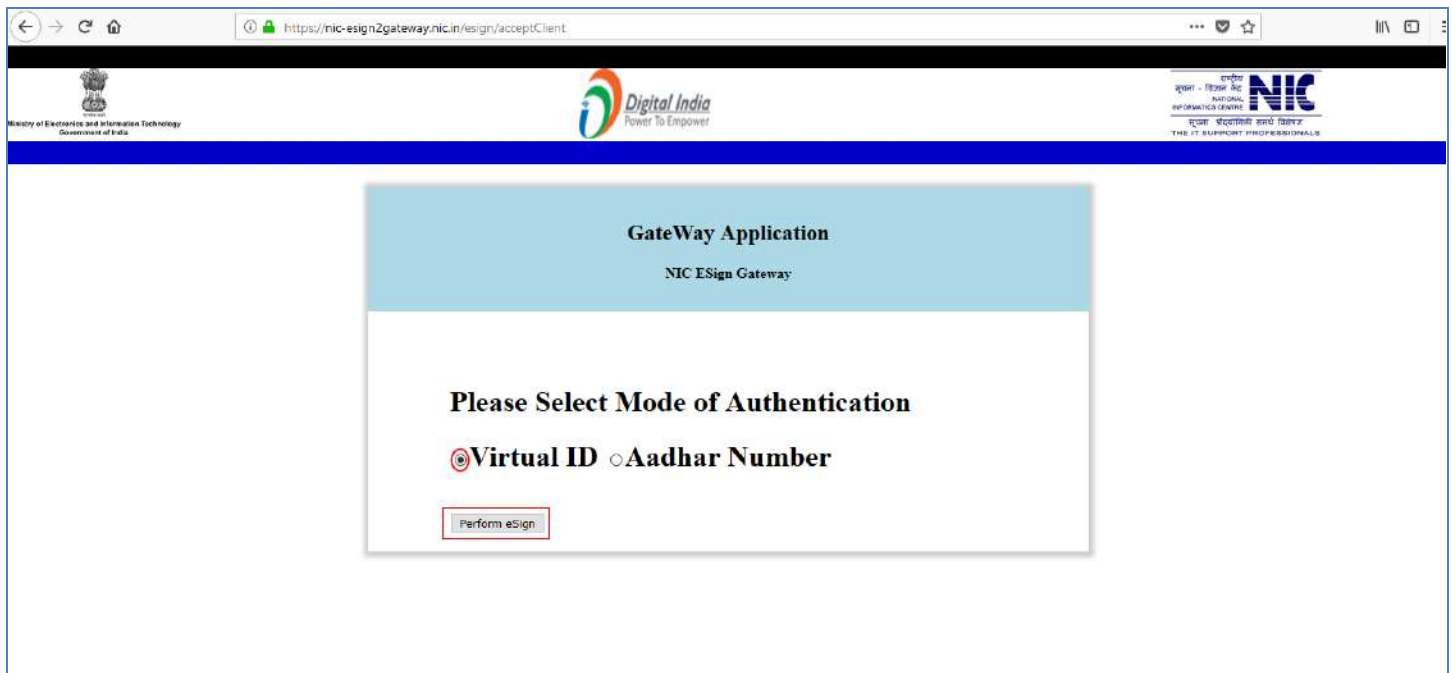 https://nic-esign2gateway.nic.in/esign/acceptClient
Ministry of Electronics and Information Technology
Government of India
Digital India
Power To Empower
राष्ट्रीय
सूचना - विज्ञान केंद्र
NATIONAL
INFORMATICS CENTRE
NIC
THE IT SUPPORT PROFESSIONALS
GateWay Application
NIC ESign Gateway
Please Select Mode of Authentication
Virtual ID Aadhar Number
Perform eSign